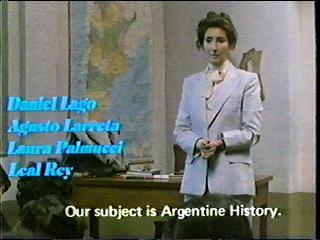 Daniel Lago
Agusto Larreta
Laura Palmucci
Leal Rey
Our subject is Argentine History.